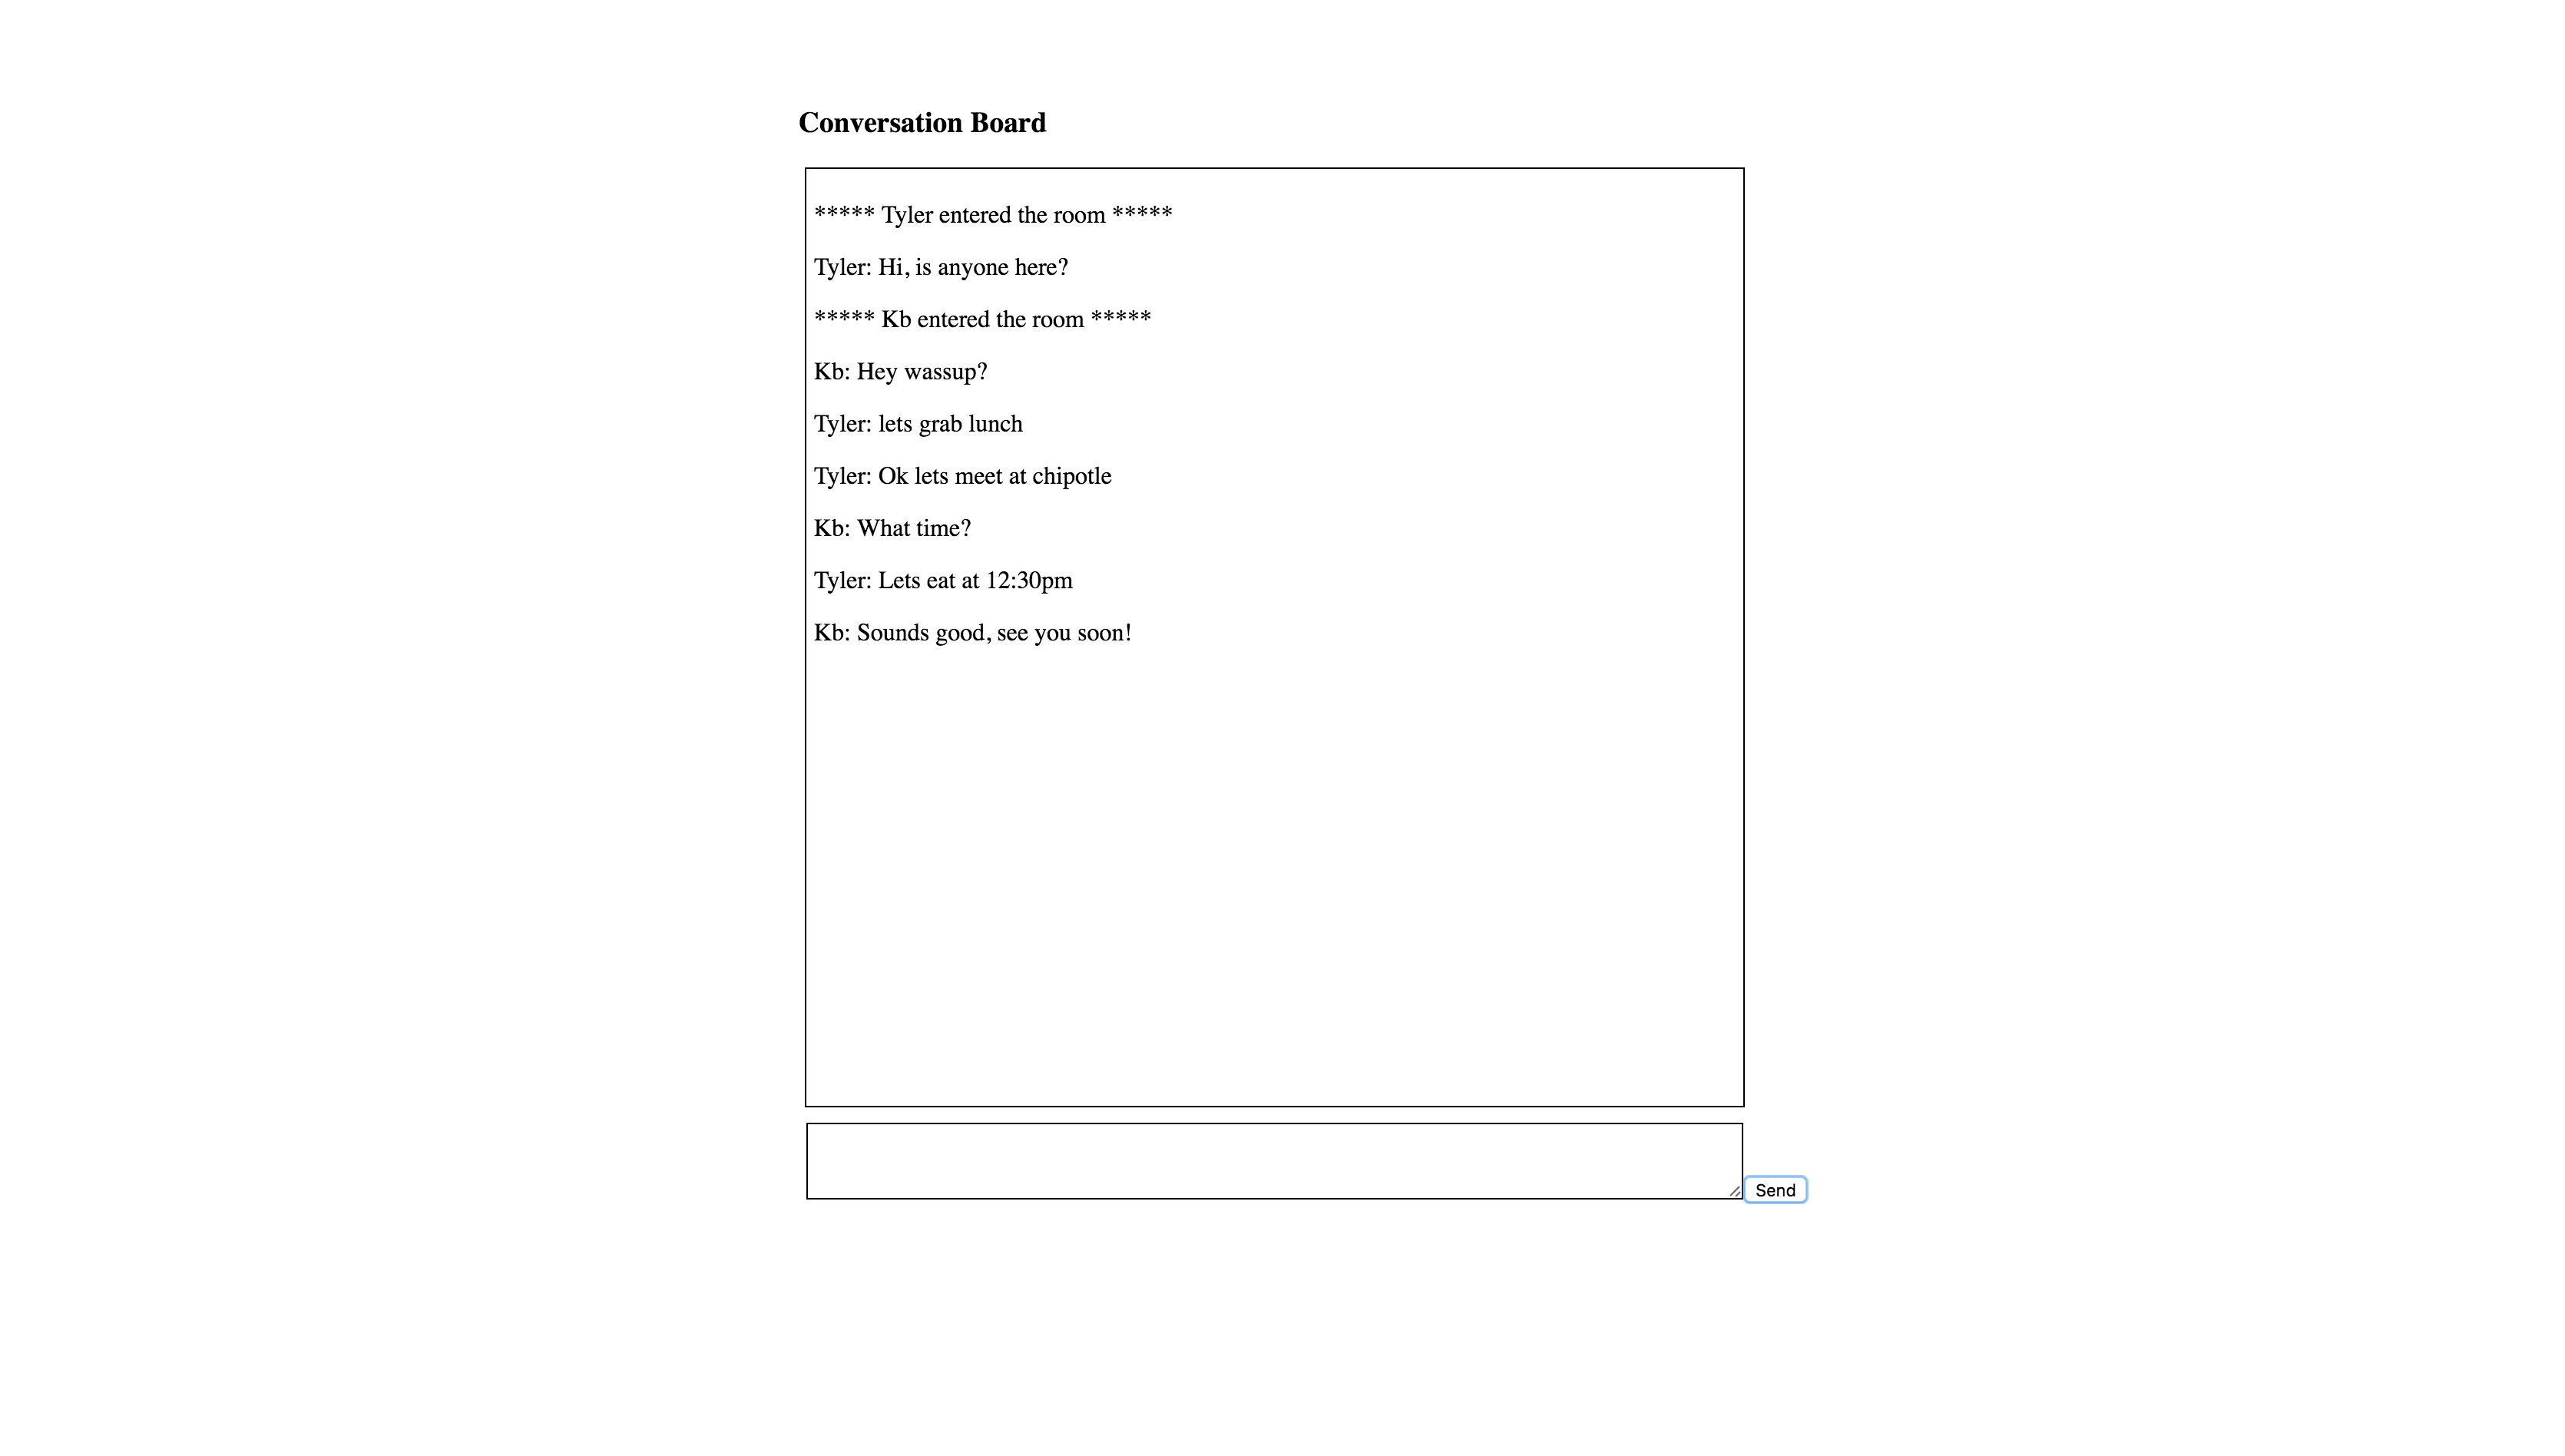 Conversation Board
***** Tyler entered the room *****
Tyler: Hi, is anyone here?
***** Kb entered the room *****
Kb: Hey wassup?
Tyler: lets grab lunch
Tyler: Ok lets meet at chipotle
Kb: What time?
Tyler: Lets eat at 12:30pm
Kb: Sounds good, see you soon!
Send